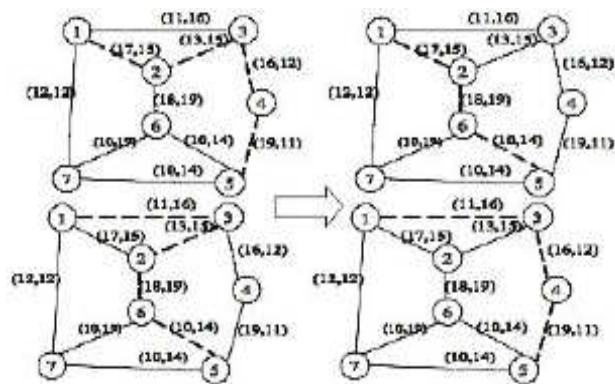 (11,16)
1 (17,15) (13,15) 3
2 (16,12)
(12,12) (18,19) 4
6
(10,19) (10,14) (19,11)
7 (10,14) 5
(11,16)
1 (17,15) (13,15) 3
2 (16,12)
(12,12) (18,19) 4
6
(10,19) (10,14) (19,11)
7 (10,14) 5
(11,16)
1 (17,15) (13,15) 3
2 (16,12)
(12,12) (18,19) 4
6
(10,19) (10,14) (19,11)
7 (10,14) 5
(11,16)
1 (17,15) (13,15) 3
2 (16,12)
(12,12) (18,19) 4
6
(10,19) (10,14) (19,11)
7 (10,14) 5